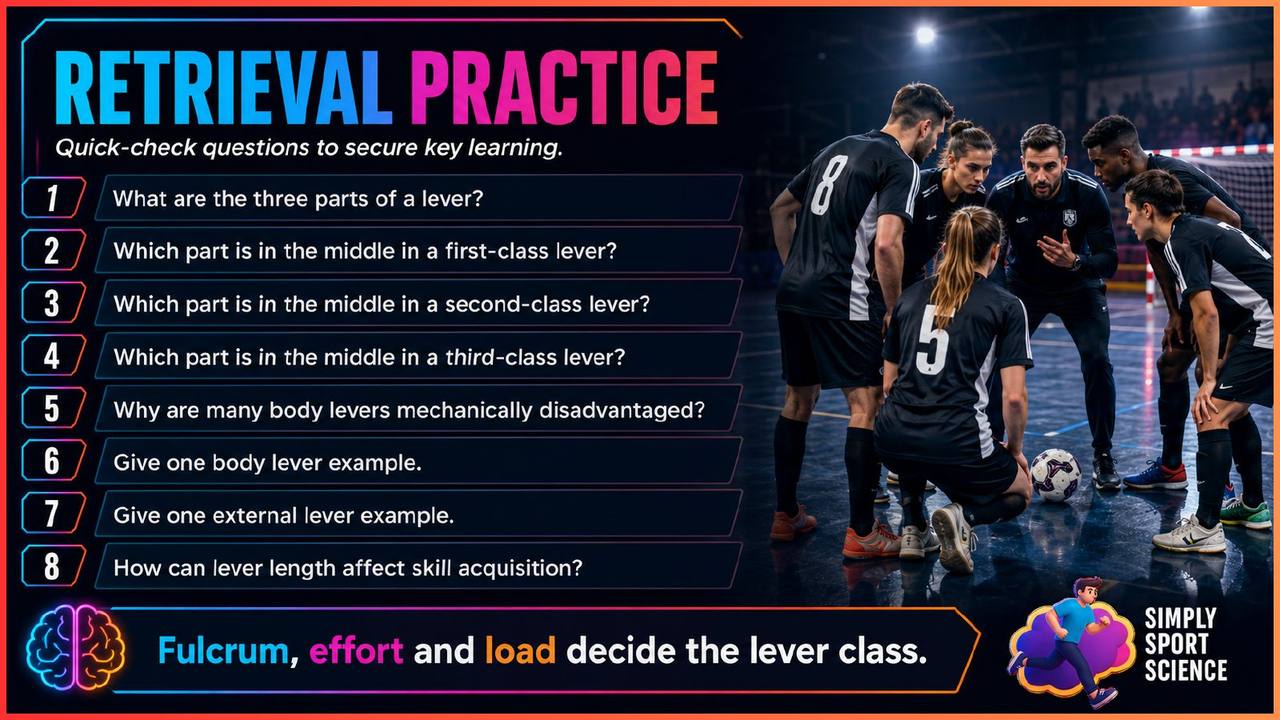 RETRIEVAL PRACTICE
Quick-check questions to secure key learning.
1 What are the three parts of a lever?
2 Which part is in the middle in a first-class lever?
3 Which part is in the middle in a second-class lever?
4 Which part is in the middle in a third-class lever?
5 Why are many body levers mechanically disadvantaged?
6 Give one body lever example.
7 Give one external lever example.
8 How can lever length affect skill acquisition?
Fulcrum, effort and load decide the lever class.
8
5
SIMPLY
SPORT
SCIENCE